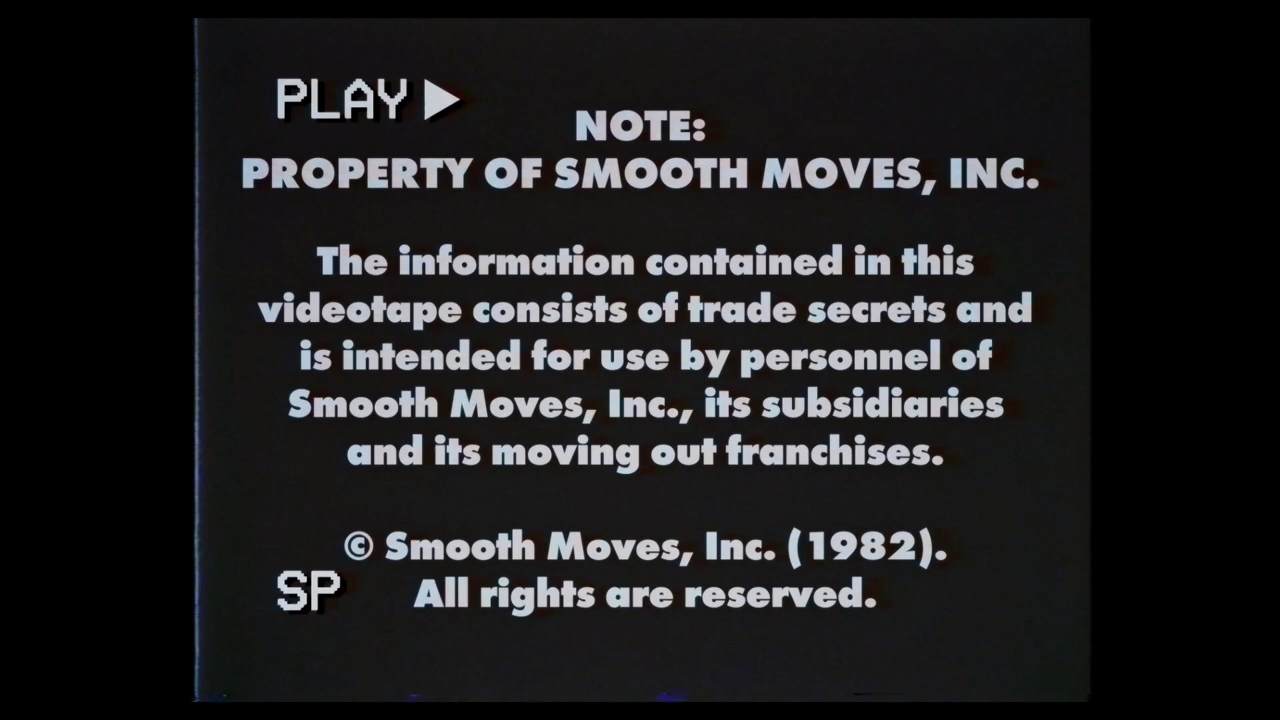 PLAY ▶
NOTE:
PROPERTY OF SMOOTH MOVES, INC.
The information contained in this
videotape consists of trade secrets and
is intended for use by personnel of
Smooth Moves, Inc., its subsidiaries
and its moving out franchises.
© Smooth Moves, Inc. (1982).
SP
All rights are reserved.